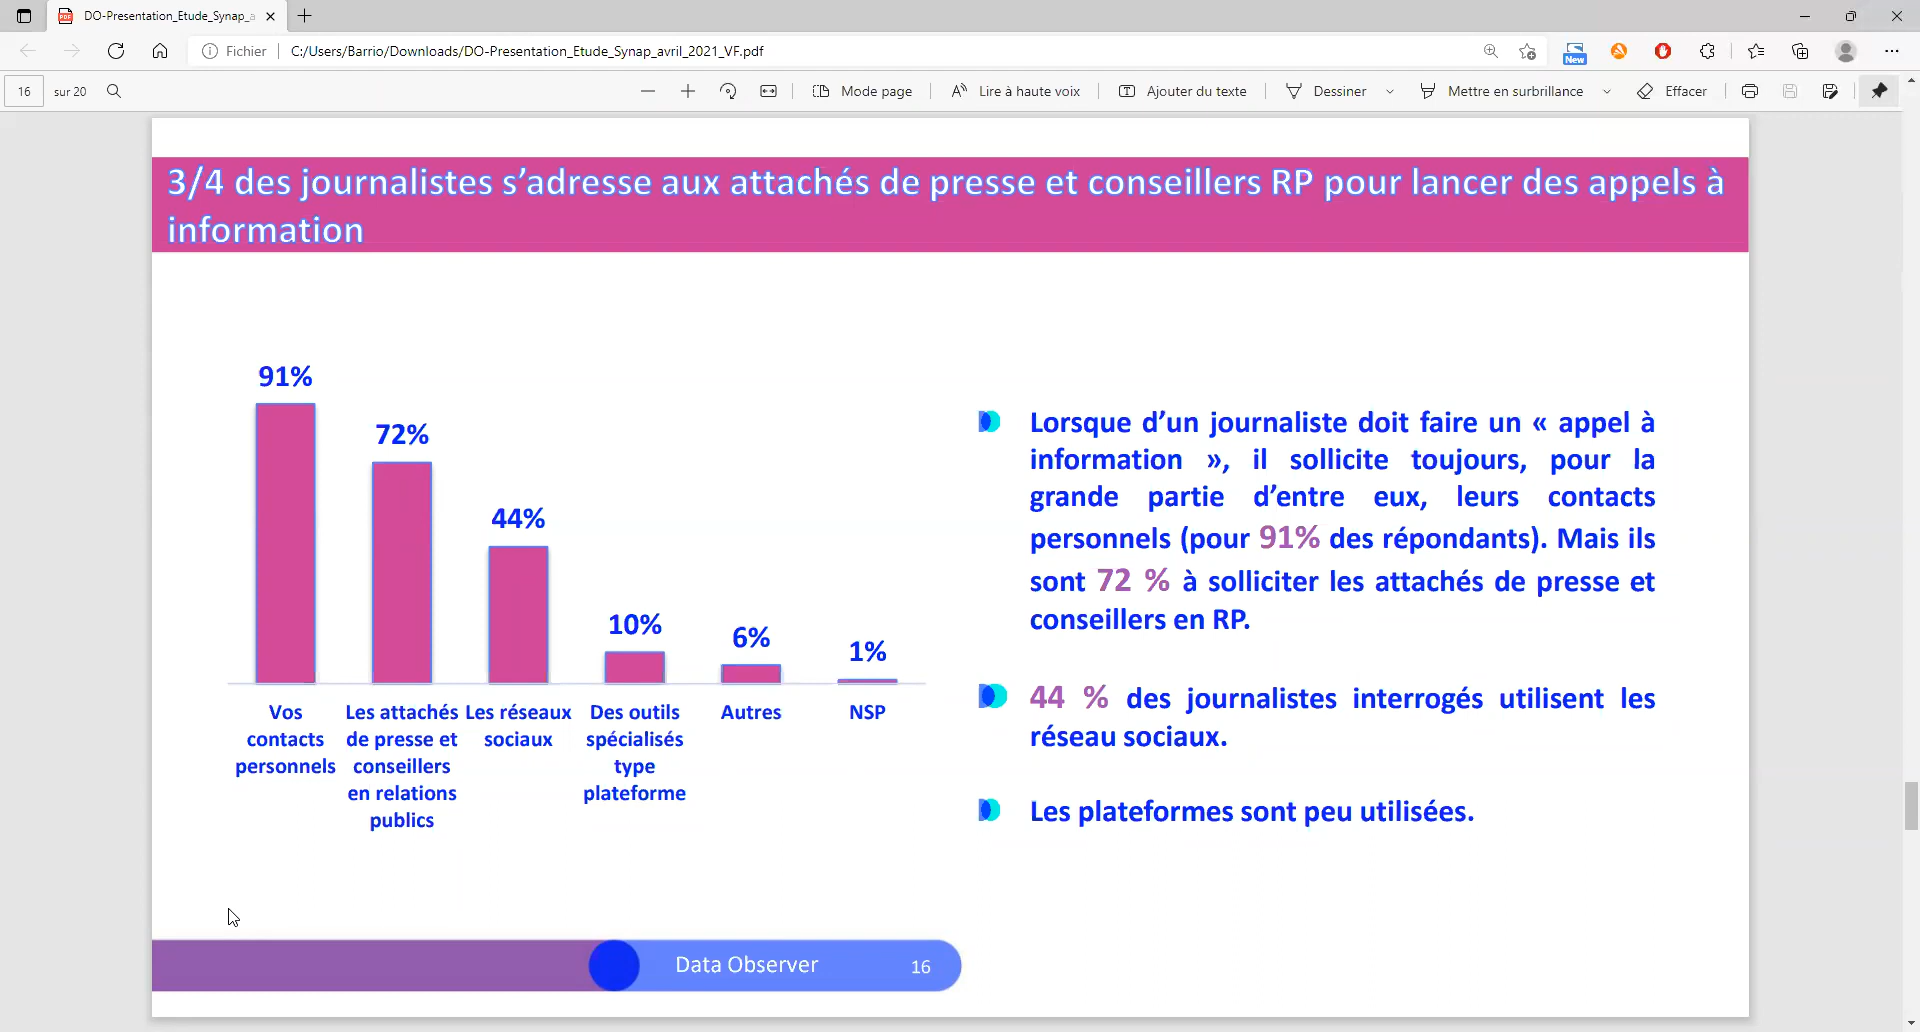 DO-Presentation_Etude_Synap_a
Fichier
C:/Users/Barrio/Downloads/DO-Presentation_Etude_Synap_avril_2021_VF.pdf
New
16 sur 20
Mode page
Lire à haute voix
Ajouter du texte
Dessiner
Mettre en surbrillance
Effacer
3/4 des journalistes s’adresse aux attachés de presse et conseillers RP pour lancer des appels à
information
91%
72%
44%
10%
6%
1%
Vos
contacts
personnels
Les attachés
de presse et
conseillers
en relations
publics
Les réseaux
sociaux
Des outils
spécialisés
type
plateforme
Autres
NSP
Lorsque d’un journaliste doit faire un « appel à
information », il sollicite toujours, pour la
grande partie d’entre eux, leurs contacts
personnels (pour 91% des répondants). Mais ils
sont 72 % à solliciter les attachés de presse et
conseillers en RP.
44 % des journalistes interrogés utilisent les
réseau sociaux.
Les plateformes sont peu utilisées.
Data Observer
16